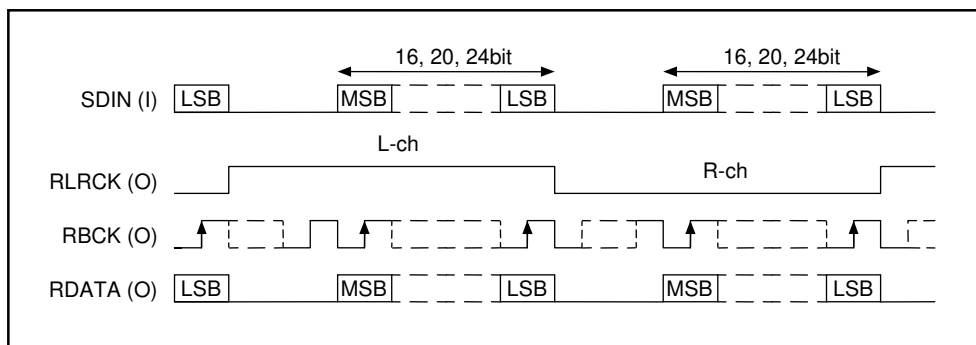 16, 20, 24bit 16, 20, 24bit
SDIN (I) LSB MSB LSB MSB LSB
L-ch
RLRCK (O) R-ch
RBCK (O)
RDATA (O) LSB MSB LSB MSB LSB